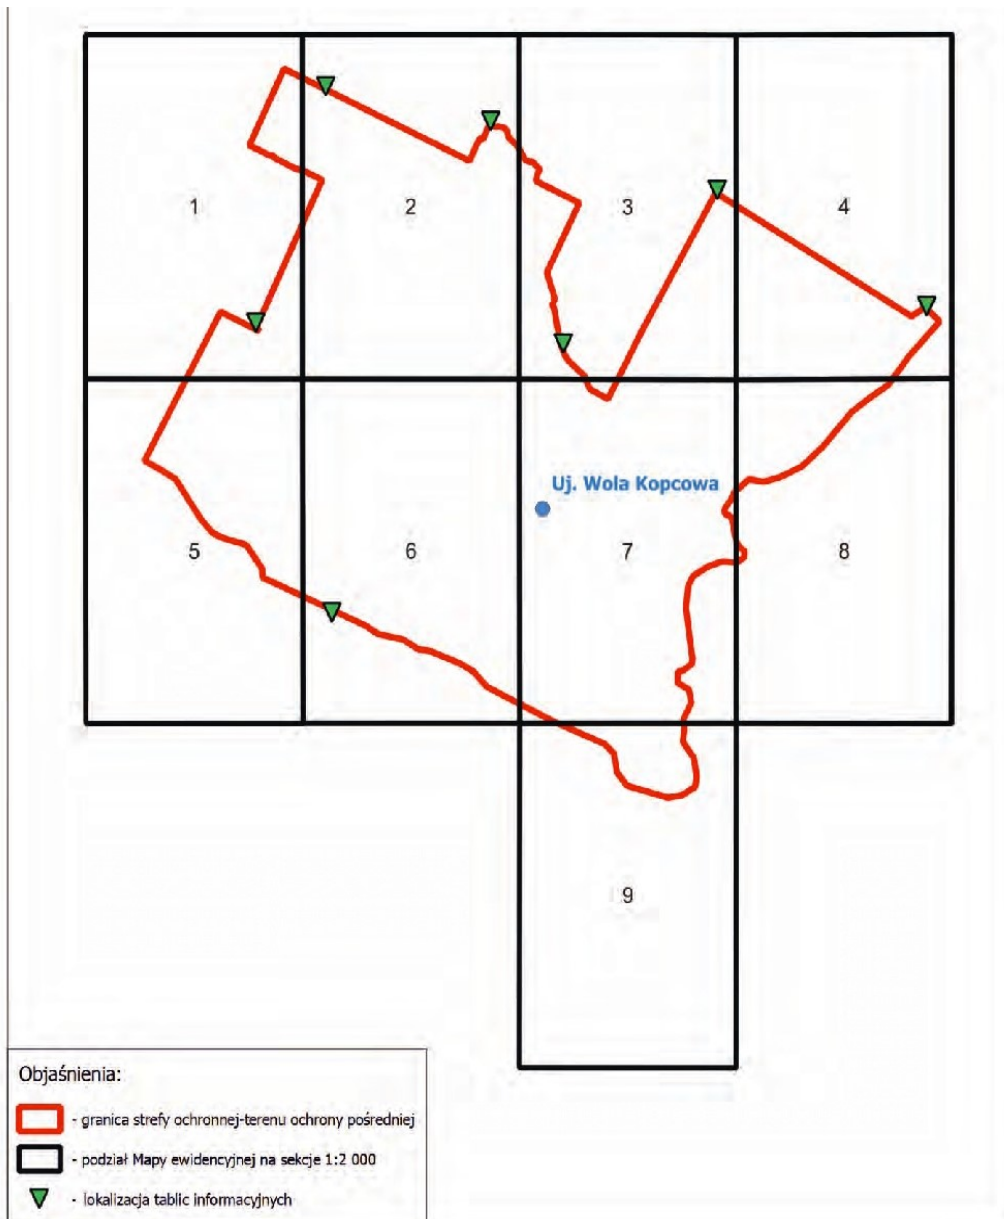 1
2
3
4
Uj. Wola Kopcowa
5
6
7
8
9
Objaśnienia:
- granica strefy ochronnej-terenu ochrony pośredniej
- podział Mapy ewidencyjnej na sekcje 1:2 000
- lokalizacja tablic informacyjnych